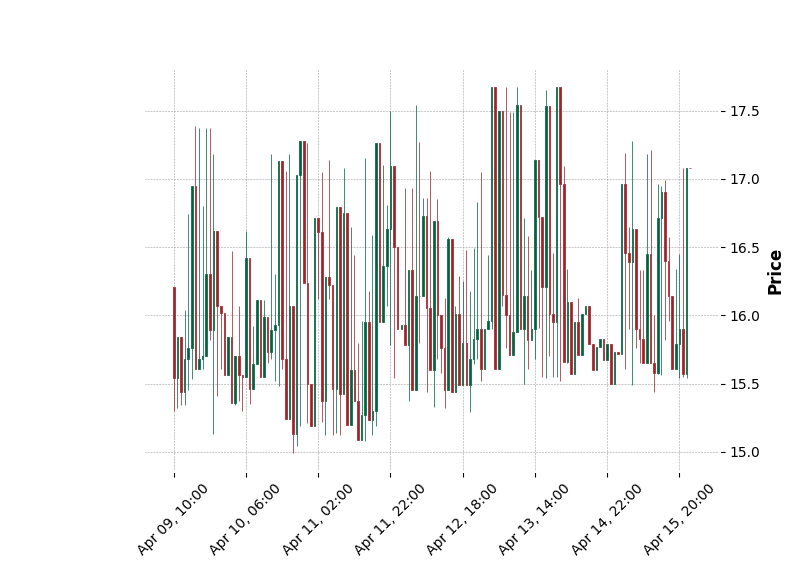 17.5
17.0
16.5
16.0
15.5
15.0
Price
Apr 09, 10:00
Apr 10, 06:00
Apr 11, 02:00
Apr 11, 22:00
Apr 12, 18:00
Apr 13, 14:00
Apr 14, 22:00
Apr 15, 20:00